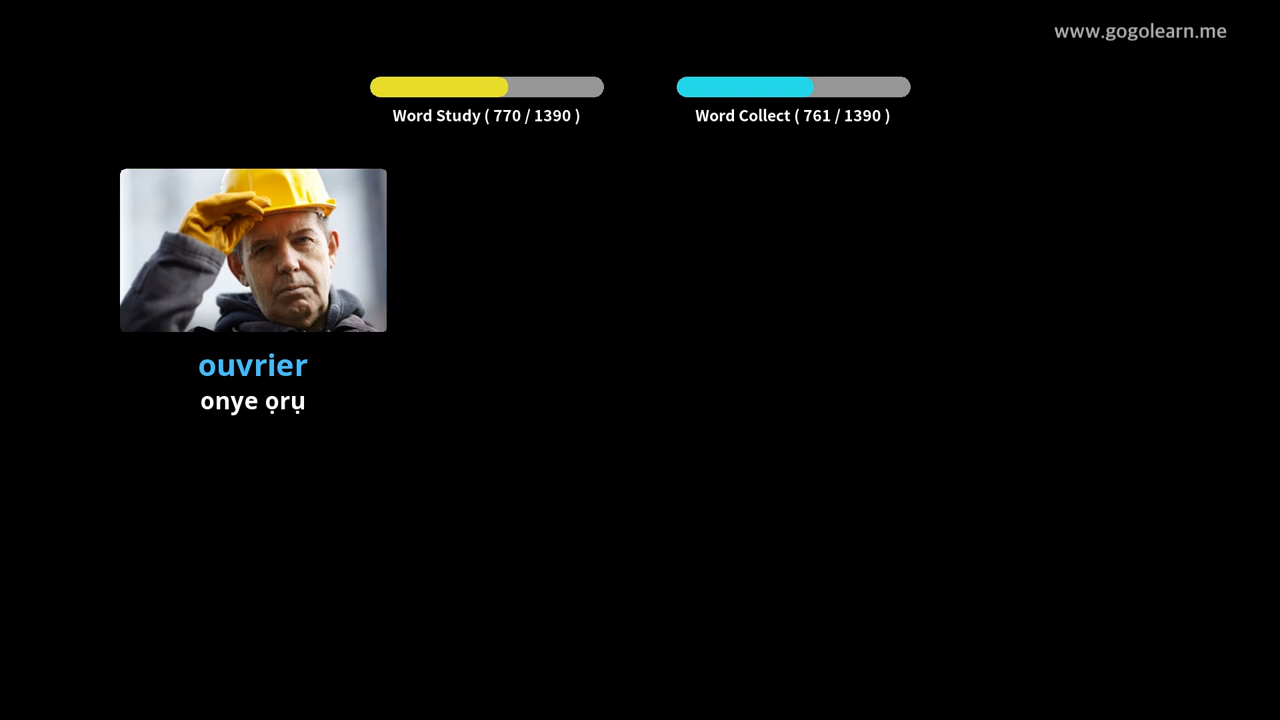 www.gogolearn.me
Word Study ( 770 / 1390 )
Word Collect ( 761 / 1390 )
ouvrier
onye ọrụ